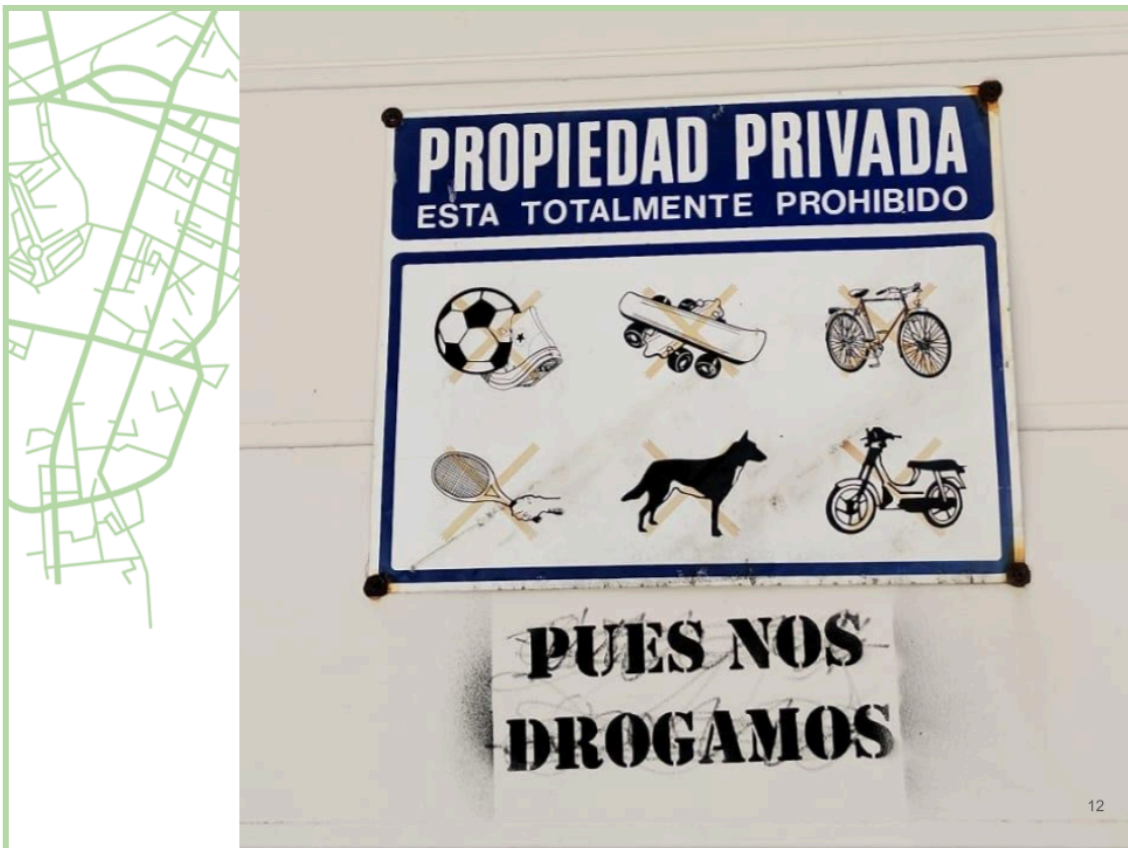 PROPIEDAD PRIVADA
ESTA TOTALMENTE PROHIBIDO
PUES NOS
DROGAMOS
12